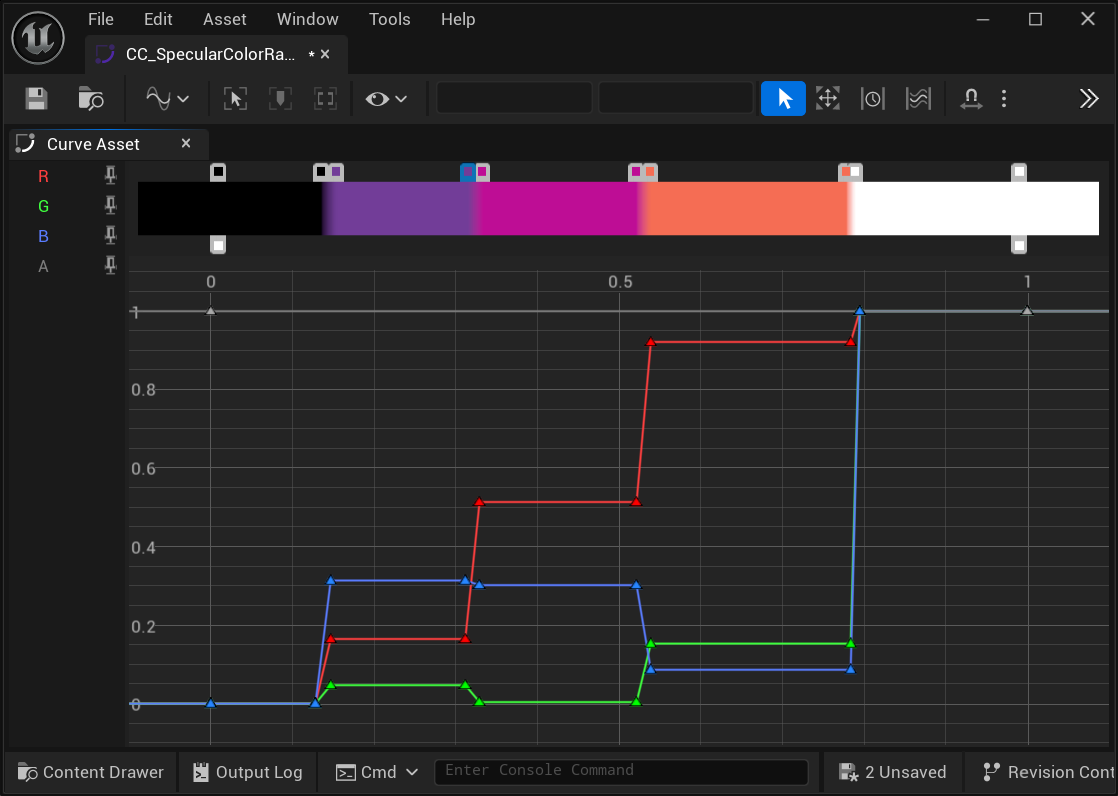 File Edit Asset Window Tools Help
CC_SpecularColorRa... *
Curve Asset
R
G
B
A
0 0.5 1
1
0.8
0.6
0.4
0.2
0
Content Drawer Output Log Cmd Enter Console Command 2 Unsaved Revision Cont